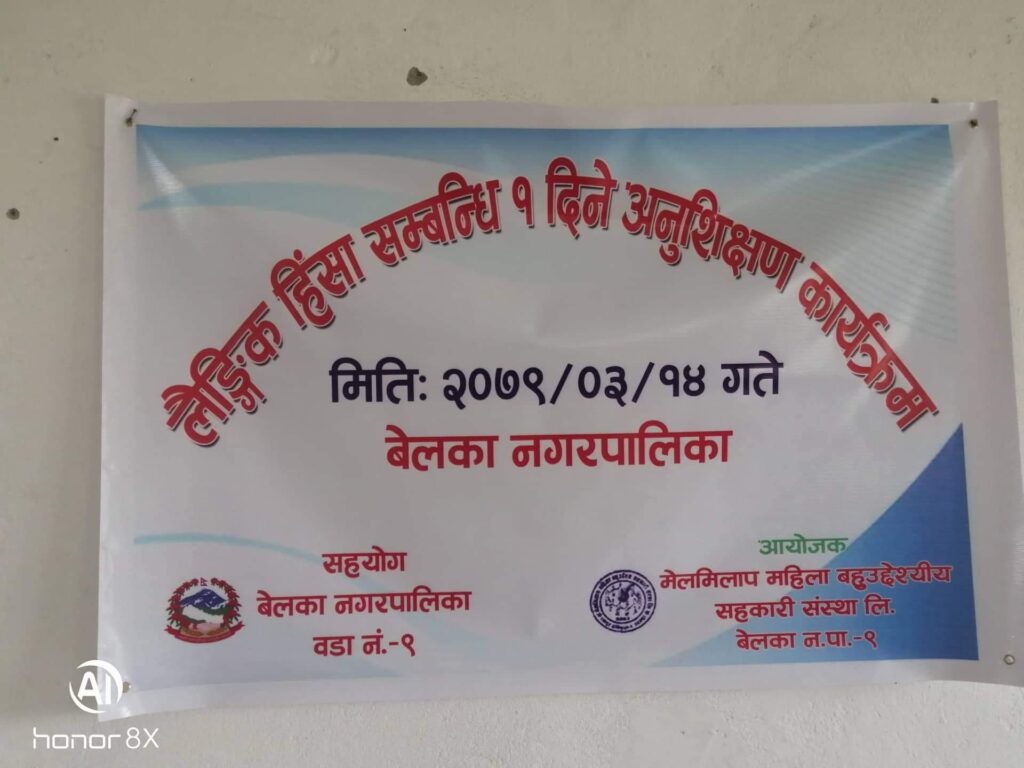 लैङ्गिक हिंसा सम्बन्धि १ दिने अनुशिक्षण कार्यक्रम
मितिः २०७९/०३/१४ गते
बेलका नगरपालिका
सहयोग
बेलका नगरपालिका
वडा नं.-९
आयोजक
मेलमिलाप महिला बहुउद्देश्यीय
सहकारी संस्था लि.
बेलका न.पा.-९
AI
honor 8X